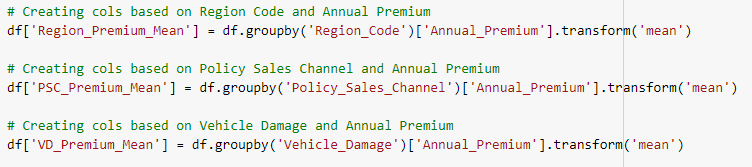 # Creating cols based on Region Code and Annual Premium
df['Region_Premium_Mean'] = df.groupby('Region_Code')['Annual_Premium'].transform('mean')
# Creating cols based on Policy Sales Channel and Annual Premium
df['PSC_Premium_Mean'] = df.groupby('Policy_Sales_Channel')['Annual_Premium'].transform('mean')
# Creating cols based on Vehicle Damage and Annual Premium
df['VD_Premium_Mean'] = df.groupby('Vehicle_Damage')['Annual_Premium'].transform('mean')